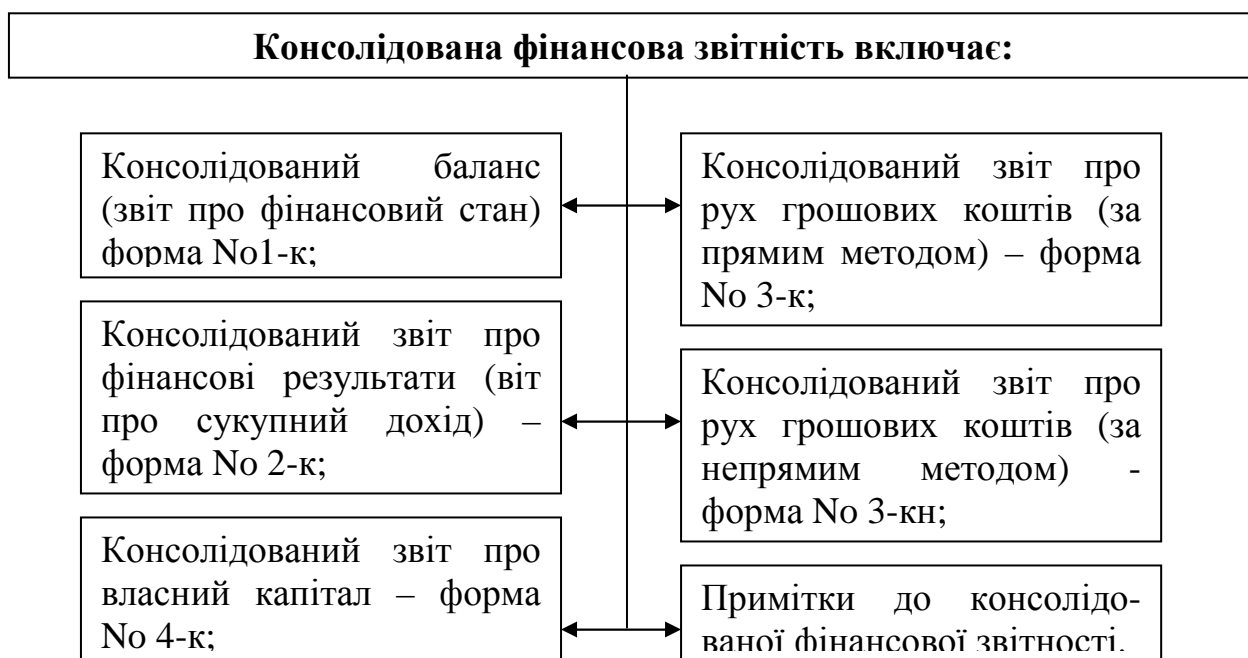 Консолідована фінансова звітність включає:
Консолідований баланс
(звіт про фінансовий стан)
форма No1-к;
Консолідований звіт про
фінансові результати (віт
про сукупний дохід) –
форма No 2-к;
Консолідований звіт про
власний капітал – форма
No 4-к;
Консолідований звіт про
рух грошових коштів (за
прямим методом) – форма
No 3-к;
Консолідований звіт про
рух грошових коштів (за
непрямим методом) -
форма No 3-кн;
Примітки до консолідо-
ваної фінансової звітності.